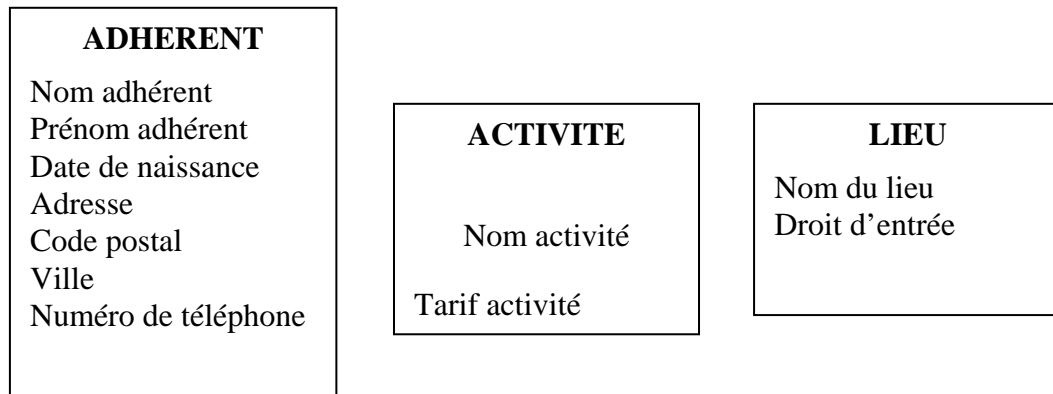 ADHERENT
Nom adhérent
Prénom adhérent
Date de naissance
Adresse
Code postal
Ville
Numéro de téléphone
ACTIVITE
Nom activité
Tarif activité
LIEU
Nom du lieu
Droit d’entrée